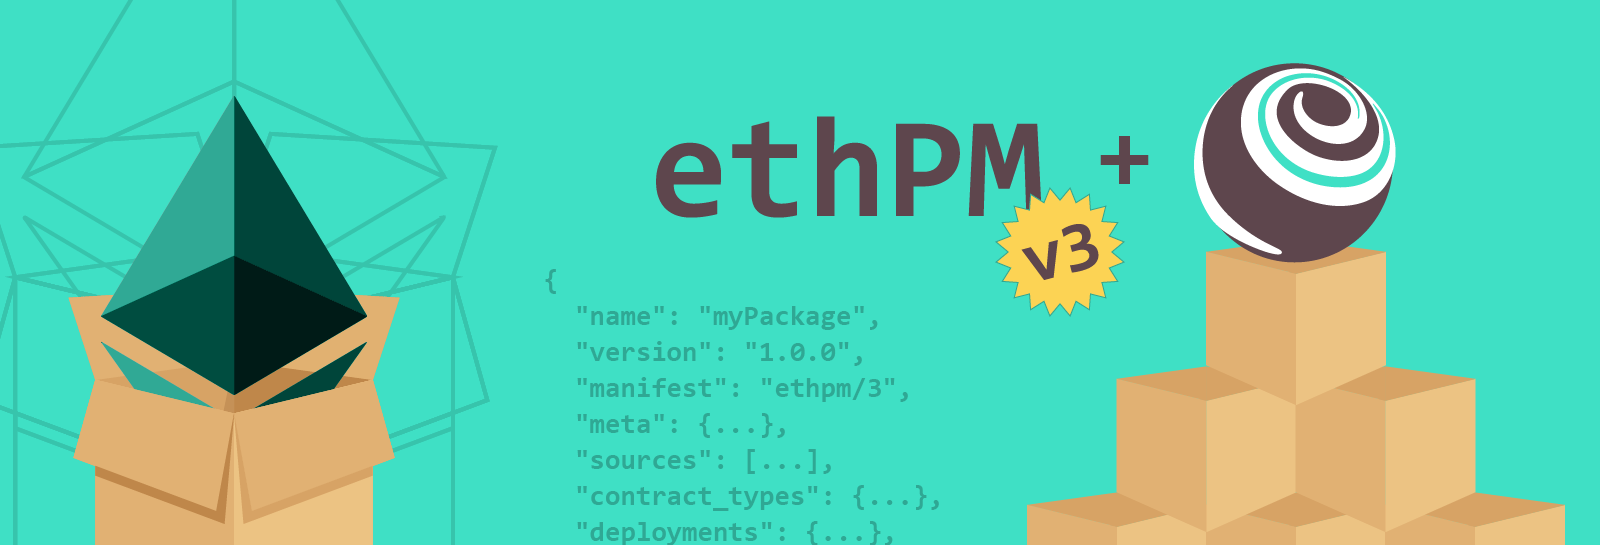 ethPM +
v3
{
"name": "myPackage",
"version": "1.0.0",
"manifest": "ethpm/3",
"meta": {...},
"sources": [...],
"contract_types": {...},
"deployments": {...},